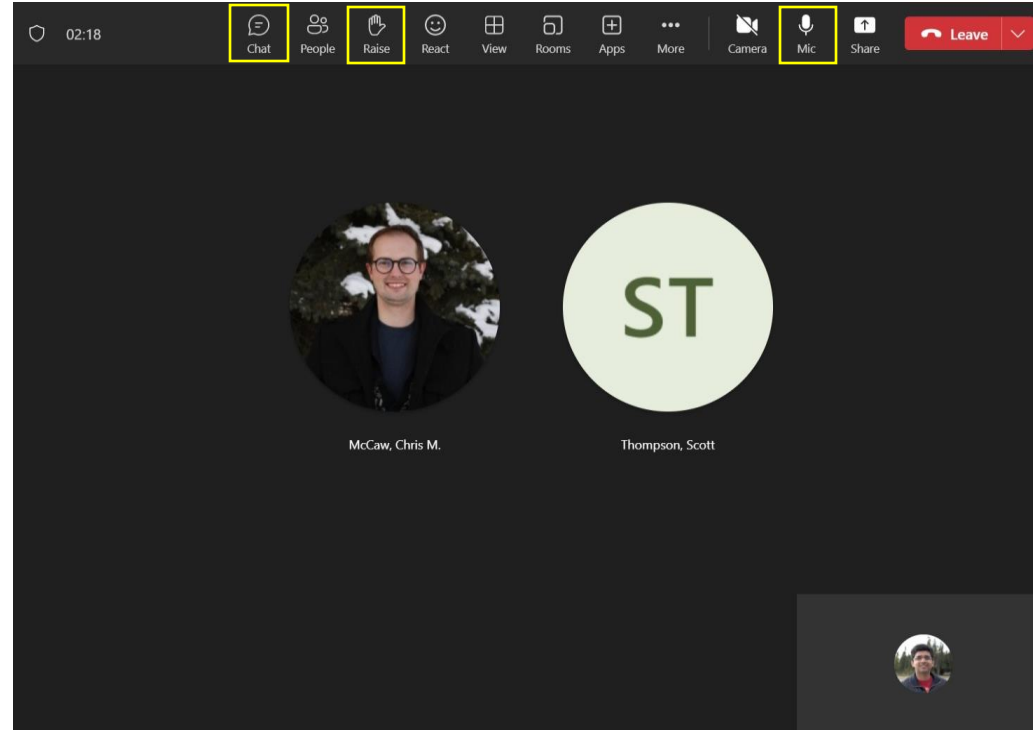 02:18
Chat People Raise React View Rooms Apps More Camera Mic Share Leave
ST
McCaw, Chris M. Thompson, Scott